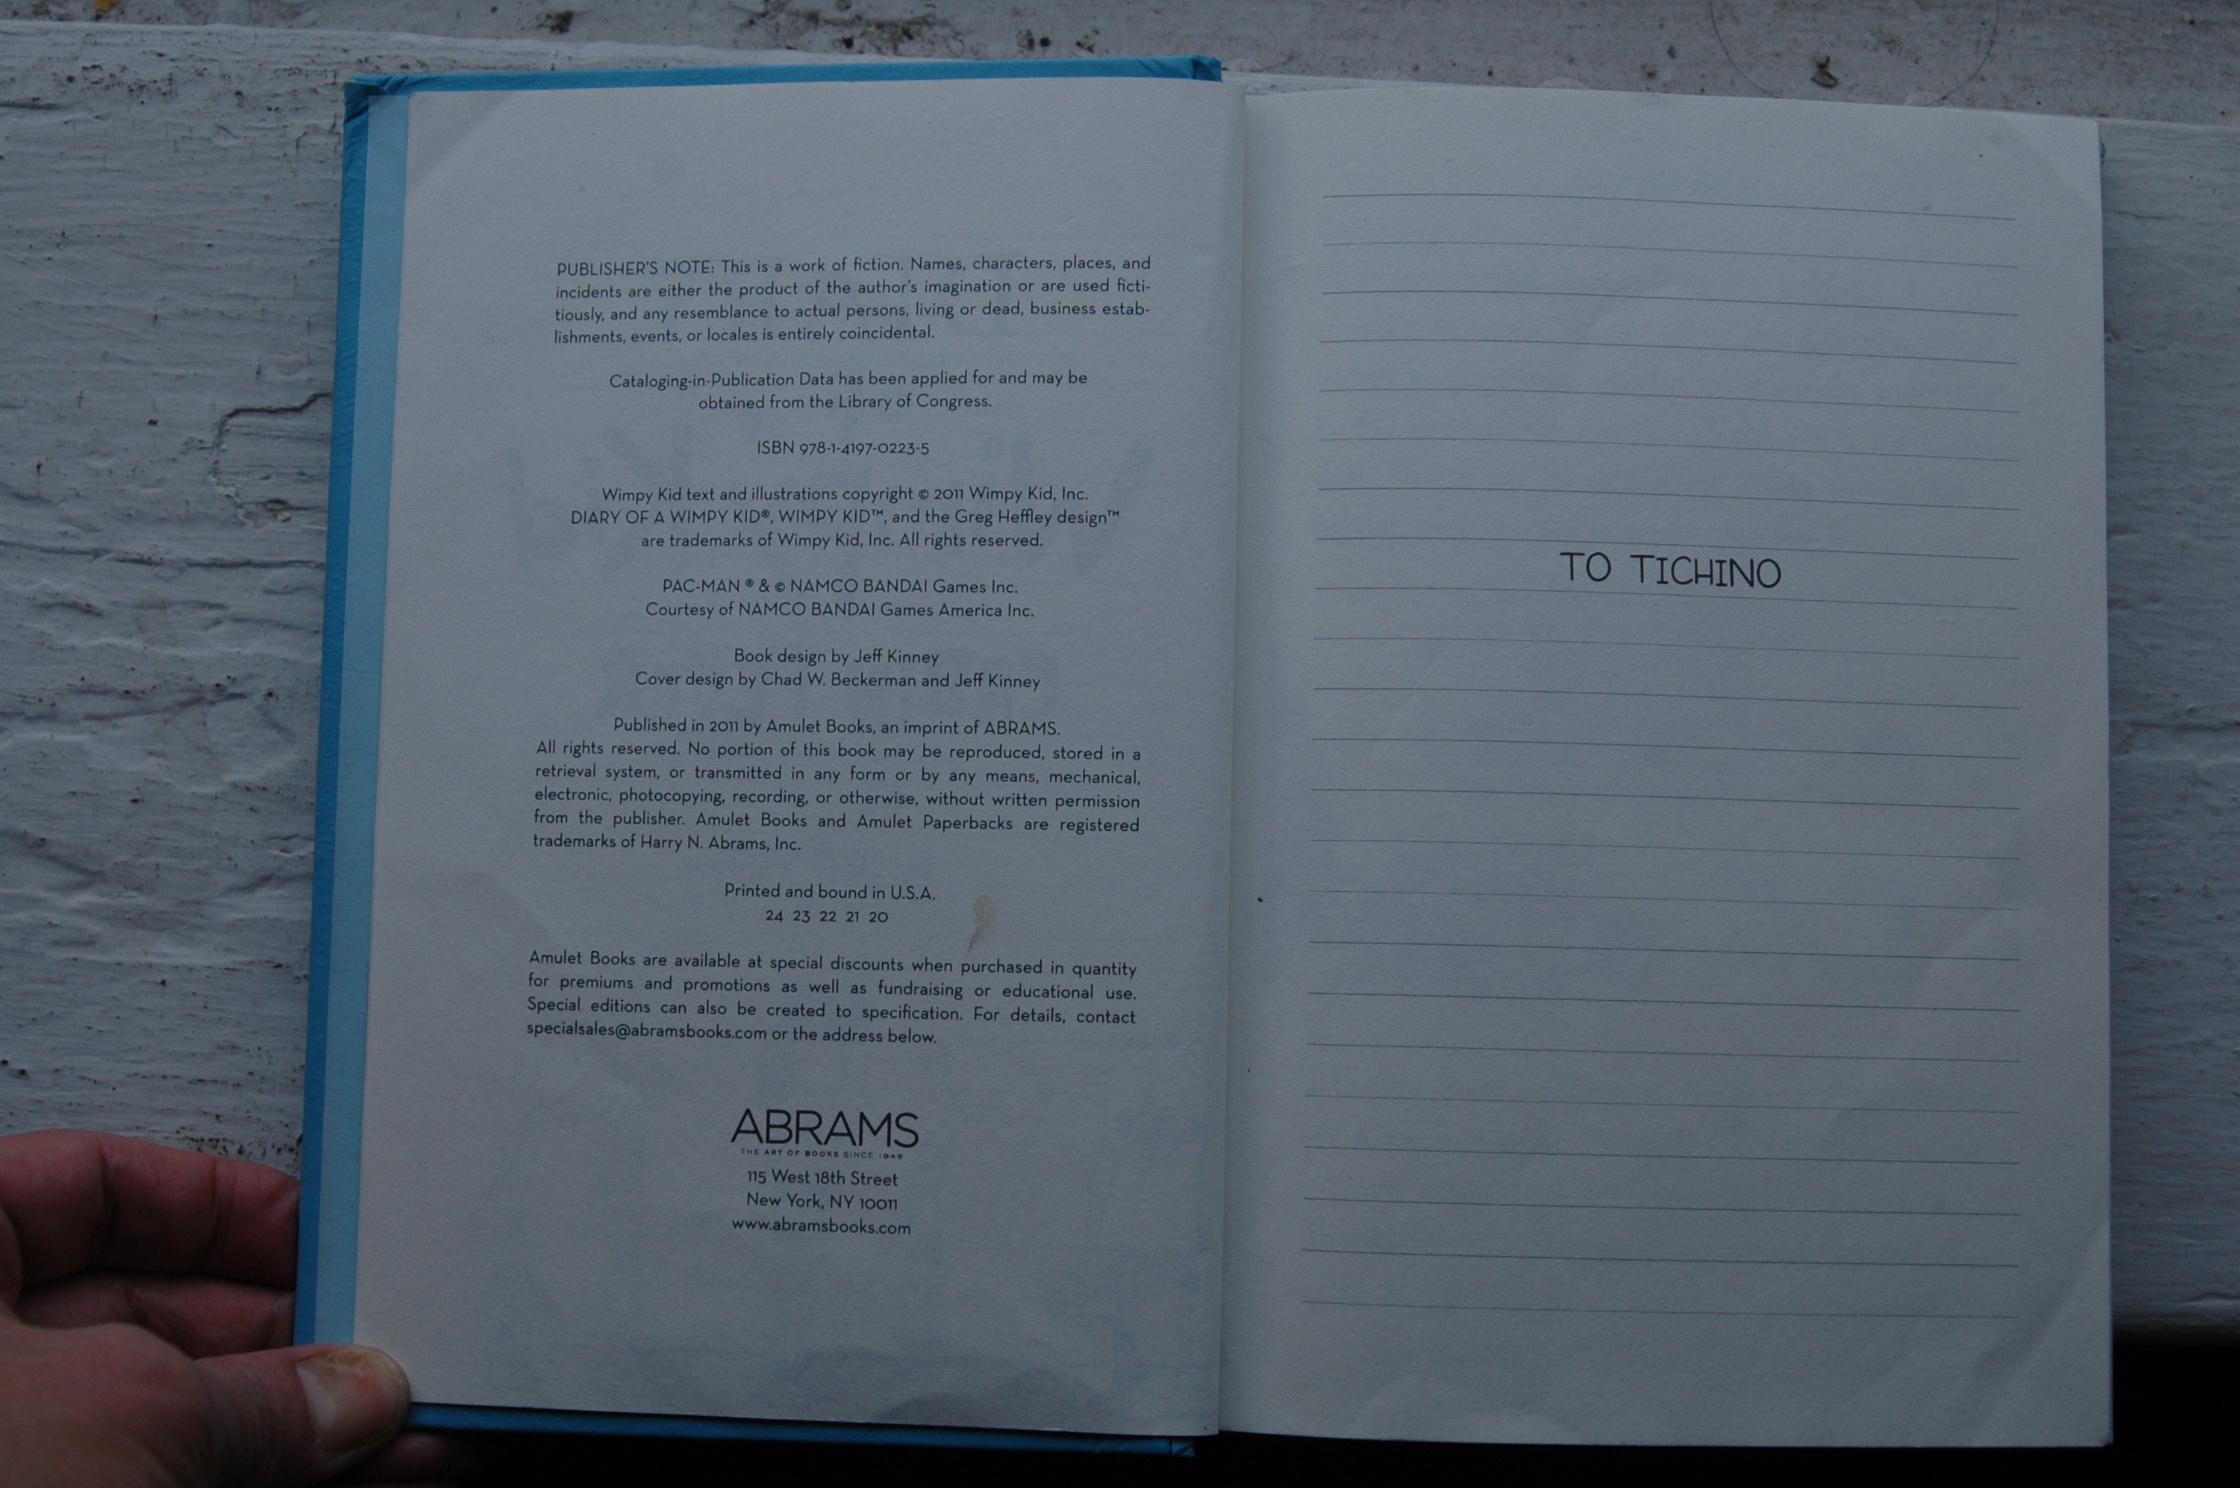 PUBLISHER'S NOTE: This is a work of fiction. Names, characters, places, and
incidents are either the product of the author's imagination or are used ficti-
tiously, and any resemblance to actual persons, living or dead, business estab-
lishments, events, or locales is entirely coincidental.
Cataloging-in-Publication Data has been applied for and may be
obtained from the Library of Congress.
ISBN 978-1-4197-0223-5
Wimpy Kid text and illustrations copyright © 2011 Wimpy Kid, Inc.
DIARY OF A WIMPY KID®, WIMPY KID™, and the Greg Heffley design™
are trademarks of Wimpy Kid, Inc. All rights reserved.
PAC-MAN ® & © NAMCO BANDAI Games Inc.
Courtesy of NAMCO BANDAI Games America Inc.
Book design by Jeff Kinney
Cover design by Chad W. Beckerman and Jeff Kinney
Published in 2011 by Amulet Books, an imprint of ABRAMS.
All rights reserved. No portion of this book may be reproduced, stored in a
retrieval system, or transmitted in any form or by any means, mechanical,
electronic, photocopying, recording, or otherwise, without written permission
from the publisher. Amulet Books and Amulet Paperbacks are registered
trademarks of Harry N. Abrams, Inc.
Printed and bound in U.S.A.
24 23 22 21 20
Amulet Books are available at special discounts when purchased in quantity
for premiums and promotions as well as fundraising or educational use.
Special editions can also be created to specification. For details, contact
specialsales@abramsbooks.com or the address below.
ABRAMS
THE ART OF BOOKS SINCE 1949
115 West 18th Street
New York, NY 10011
www.abramsbooks.com
TO TICHINO